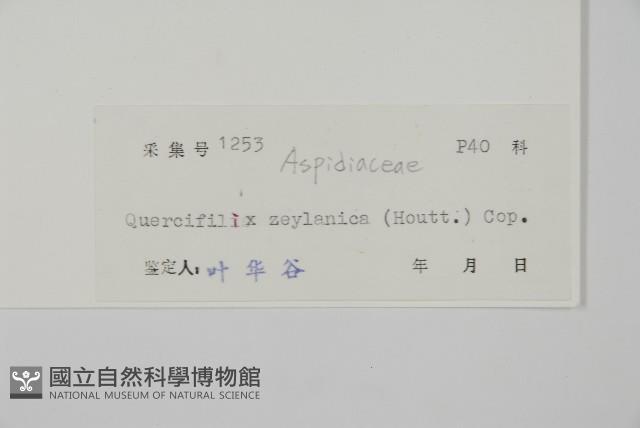 采集号 1253 P40 科
Aspidiaceae
Quercifilix zeylanica (Houtt.) Cop.
鉴定人: 叶华谷 年 月 日
國立自然科學博物館
NATIONAL MUSEUM OF NATURAL SCIENCE